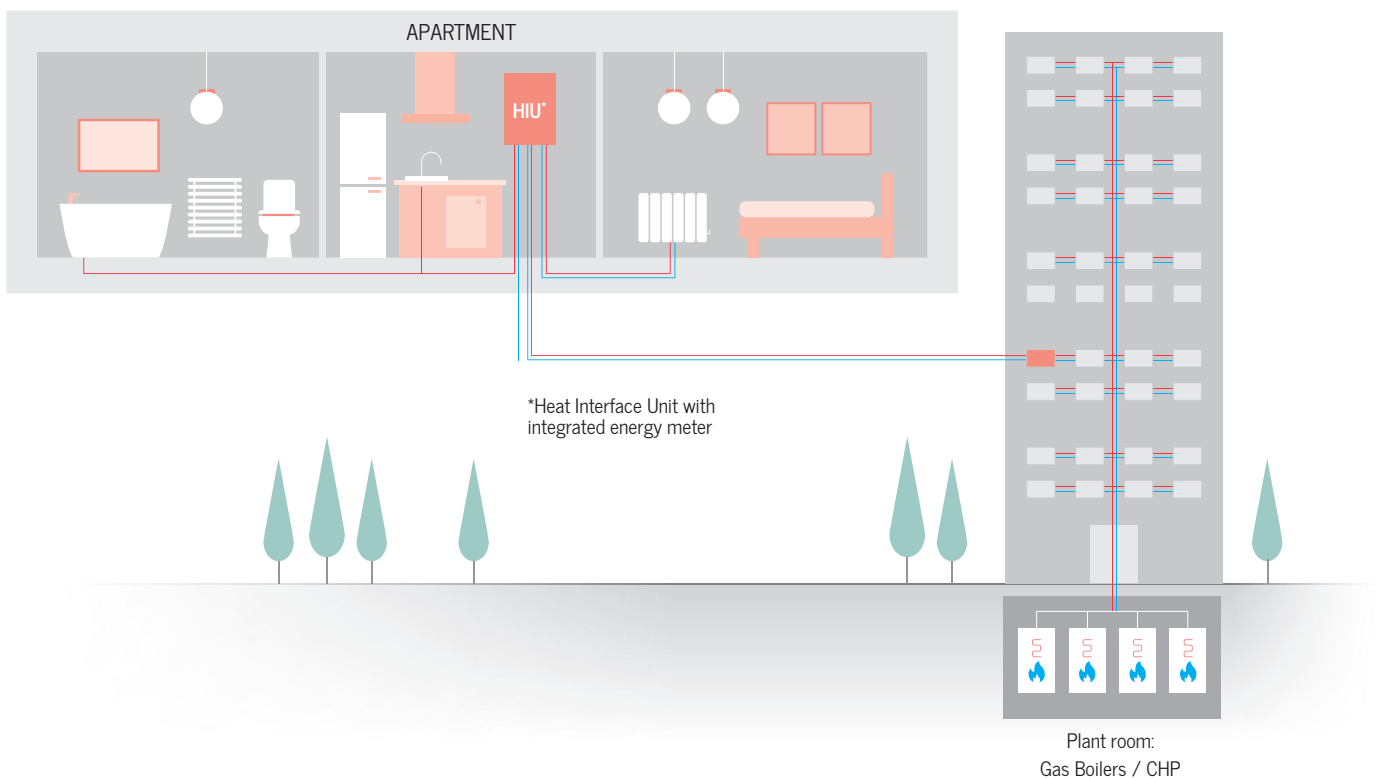 APARTMENT
HIU*
*Heat Interface Unit with
integrated energy meter
Plant room:
Gas Boilers / CHP